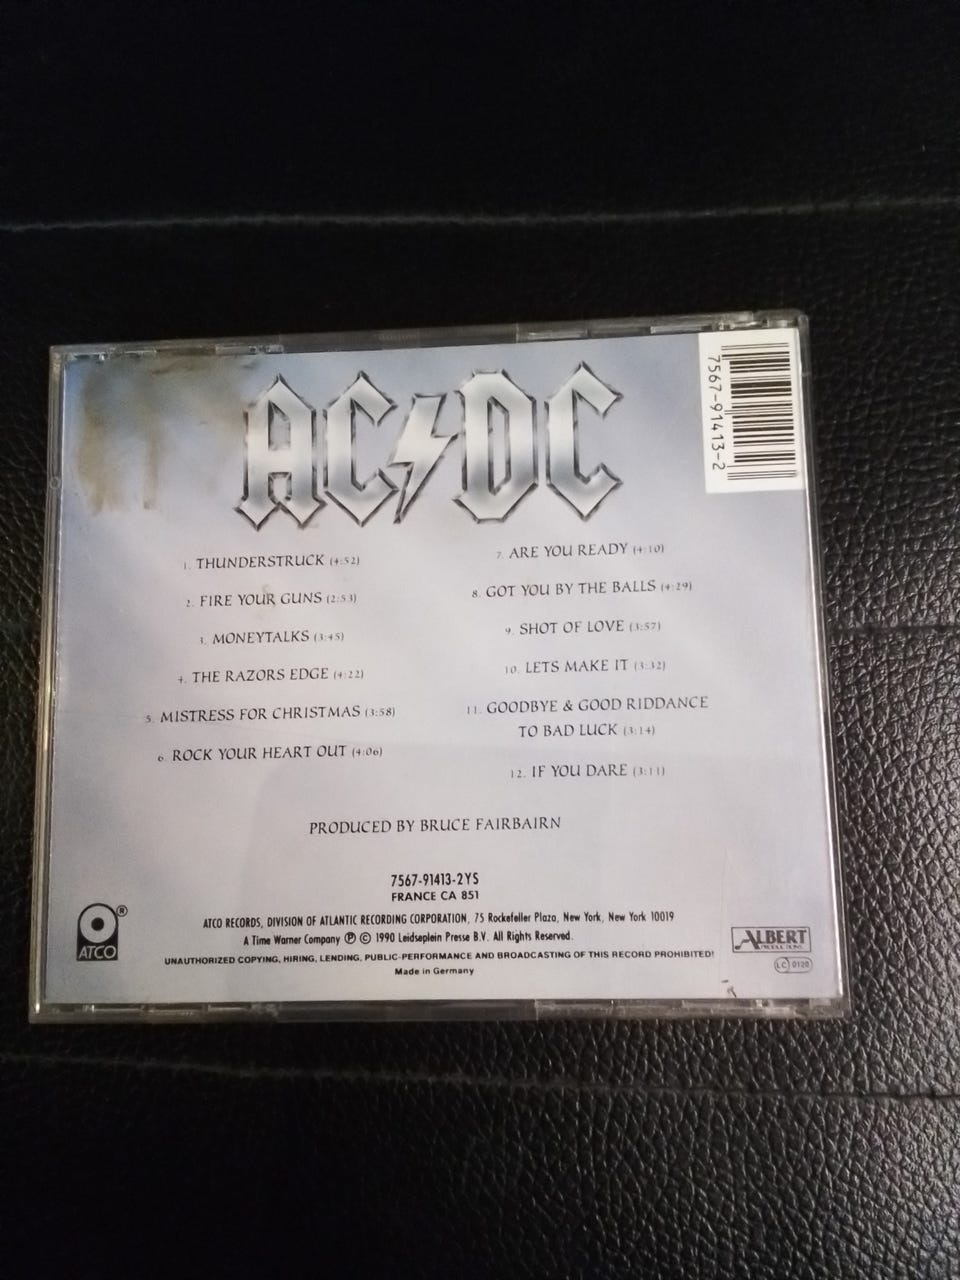 AC⚡DC
7567-91413-2
1. THUNDERSTRUCK (4:52)
2. FIRE YOUR GUNS (2:53)
3. MONEYTALKS (3:45)
4. THE RAZORS EDGE (4:22)
5. MISTRESS FOR CHRISTMAS (3:58)
6. ROCK YOUR HEART OUT (4:06)
7. ARE YOU READY (4:10)
8. GOT YOU BY THE BALLS (4:29)
9. SHOT OF LOVE (3:57)
10. LETS MAKE IT (3:32)
11. GOODBYE & GOOD RIDDANCE
TO BAD LUCK (3:14)
12. IF YOU DARE (3:11)
PRODUCED BY BRUCE FAIRBAIRN
7567-91413-2YS
FRANCE CA 851
ATCO RECORDS, DIVISION OF ATLANTIC RECORDING CORPORATION, 75 Rockefeller Plaza, New York, New York 10019
A Time Warner Company ℗ © 1990 Leidseplein Presse B.V. All Rights Reserved.
UNAUTHORIZED COPYING, HIRING, LENDING, PUBLIC-PERFORMANCE AND BROADCASTING OF THIS RECORD PROHIBITED!
Made in Germany
ATCO ®
ALBERT
PRODUCTIONS
LC 0120